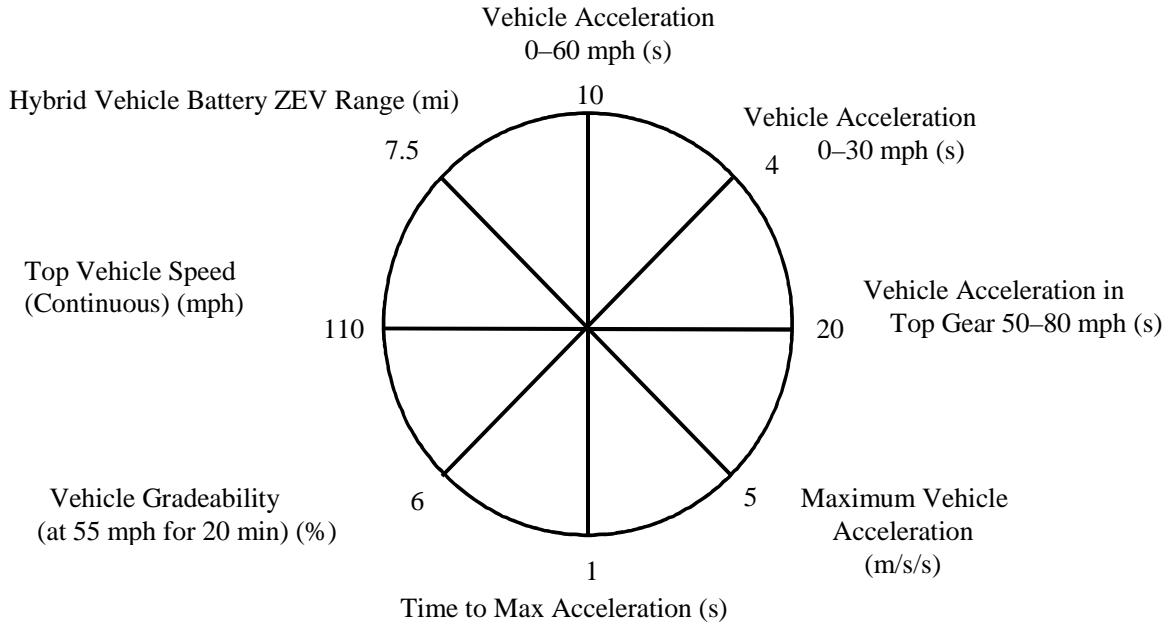 Vehicle Acceleration
0–60 mph (s)
10
Hybrid Vehicle Battery ZEV Range (mi)
7.5
Vehicle Acceleration
0–30 mph (s)
4
Top Vehicle Speed
(Continuous) (mph)
110
Vehicle Acceleration in
Top Gear 50–80 mph (s)
20
Vehicle Gradeability
(at 55 mph for 20 min) (%)
6
5
Maximum Vehicle
Acceleration
(m/s/s)
1
Time to Max Acceleration (s)